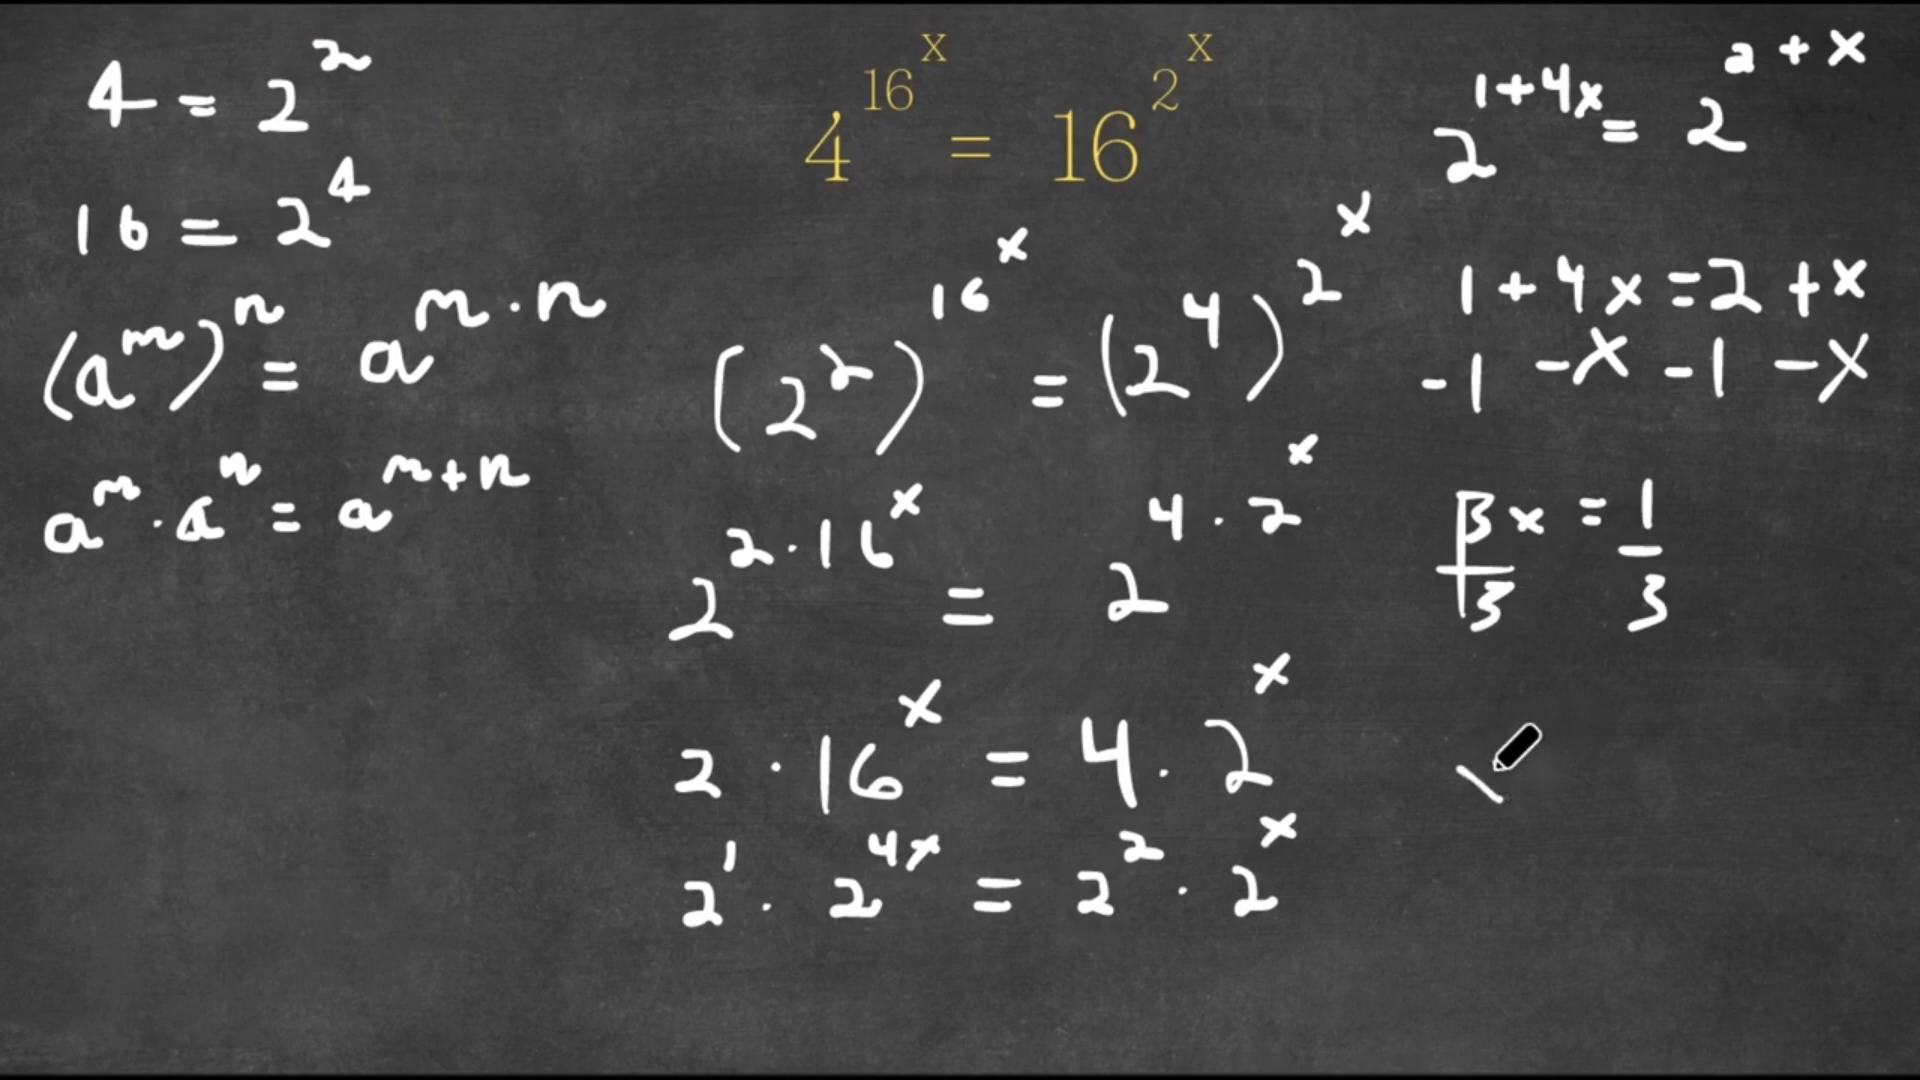 4 = 2^2
16 = 2^4
(a^m)^n = a^{m·n}
a^m · a^n = a^{m+n}
4^{16^x} = 16^{2^x}
(2^2)^{16^x} = (2^4)^{2^x}
2^{2·16^x} = 2^{4·2^x}
2 · 16^x = 4 · 2^x
2^1 · 2^{4x} = 2^2 · 2^x
2^{1+4x} = 2^{2+x}
1 + 4x = 2 + x
-1 -x -1 -x
3x = 1
3 3